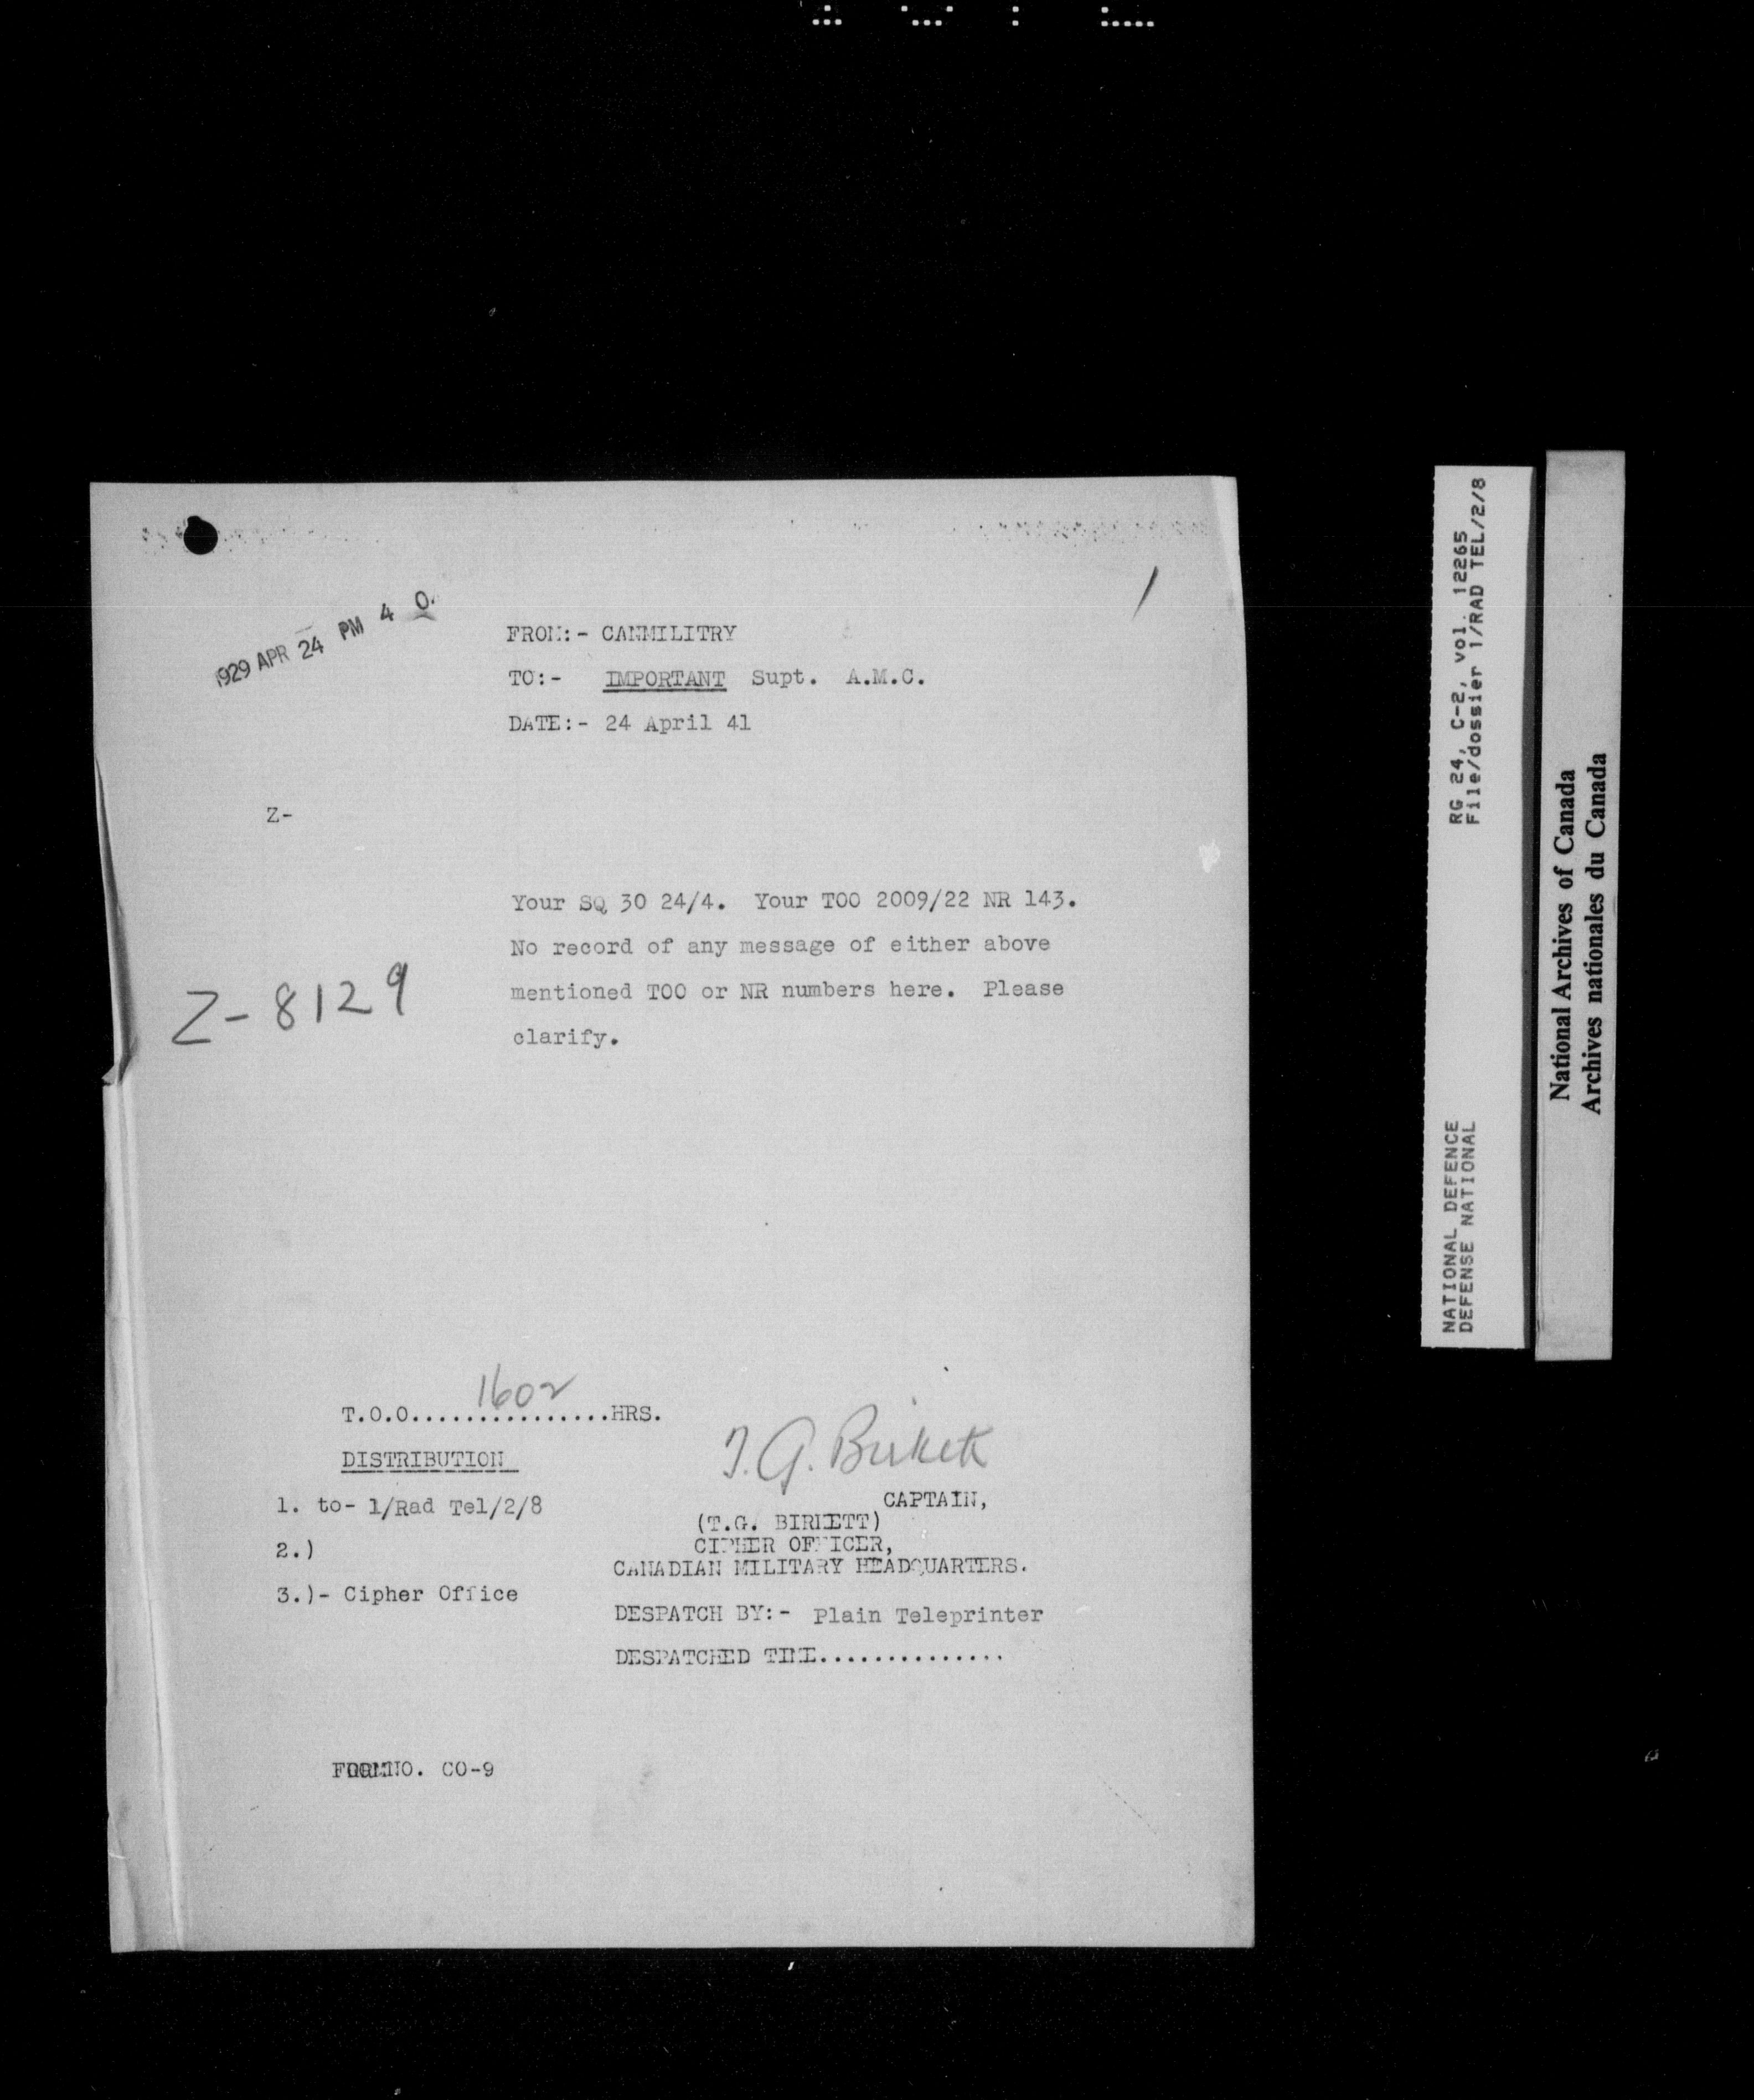 1929 APR 24 PM 4 0
/
FROM:- CANMILITRY
TO:- IMPORTANT Supt. A.M.C.
DATE:- 24 April 41
Z-
Your SQ 30 24/4. Your TOO 2009/22 NR 143.
No record of any message of either above
mentioned TOO or NR numbers here. Please
clarify.
Z-8129
T.O.O. 1602 HRS.
DISTRIBUTION
1. to- 1/Rad Tel/2/8
2.)
3.)- Cipher Office
T.G. Birkett
CAPTAIN,
(T.G. BIRKETT)
CIPHER OFFICER,
CANADIAN MILITARY HEADQUARTERS.
DESPATCH BY:- Plain Teleprinter
DESPATCHED TIME...............
FORM NO. CO-9
RG 24, C-2, vol. 12265
File/dossier 1/RAD TEL/2/8
NATIONAL DEFENCE
DEFENSE NATIONAL
National Archives of Canada
Archives nationales du Canada